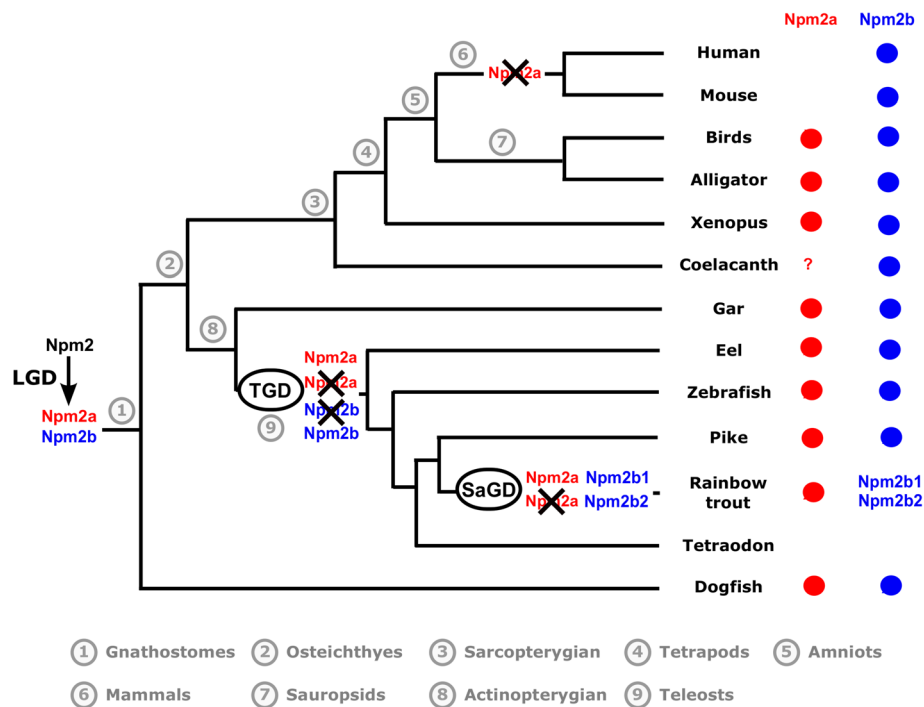 Npm2a Npm2b
Human
Mouse
Birds
Alligator
Xenopus
Coelacanth ?
Gar
Eel
Zebrafish
Pike
Rainbow
trout
Npm2b1
Npm2b2
Tetraodon
Dogfish
Npm2
LGD
Npm2a
Npm2b
1
2
3
4
5
6
Npm2a
7
8
TGD
9
Npm2a
Npm2a
Npm2b
Npm2b
SaGD
Npm2a Npm2b1
Npm2a Npm2b2
1 Gnathostomes 2 Osteichthyes 3 Sarcopterygian 4 Tetrapods 5 Amniots
6 Mammals 7 Sauropsids 8 Actinopterygian 9 Teleosts